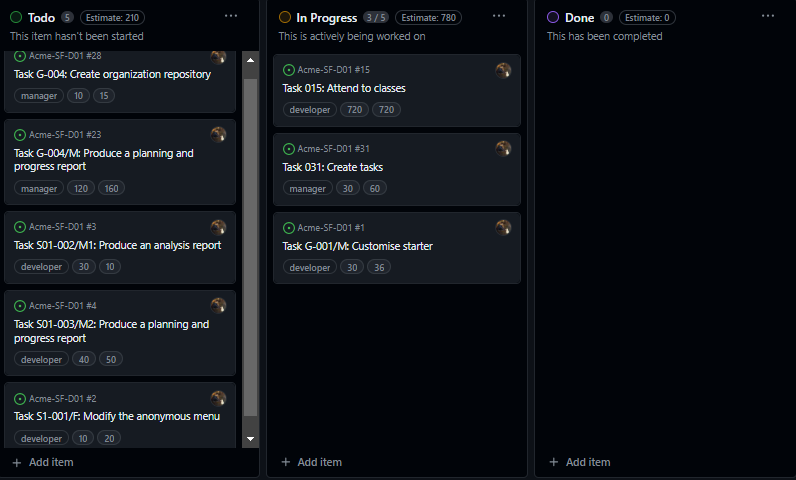 Todo 5 Estimate: 210 ...
This item hasn't been started
Acme-SF-D01 #28
Task G-004: Create organization repository
manager 10 15
Acme-SF-D01 #23
Task G-004/M: Produce a planning and
progress report
manager 120 160
Acme-SF-D01 #3
Task S01-002/M1: Produce an analysis report
developer 30 10
Acme-SF-D01 #4
Task S01-003/M2: Produce a planning and
progress report
developer 40 50
Acme-SF-D01 #2
Task S1-001/F: Modify the anonymous menu
developer 10 20
+ Add item
In Progress 3 / 5 Estimate: 780 ...
This is actively being worked on
Acme-SF-D01 #15
Task 015: Attend to classes
developer 720 720
Acme-SF-D01 #31
Task 031: Create tasks
manager 30 60
Acme-SF-D01 #1
Task G-001/M: Customise starter
developer 30 36
+ Add item
Done 0 Estimate: 0 ...
This has been completed
+ Add item